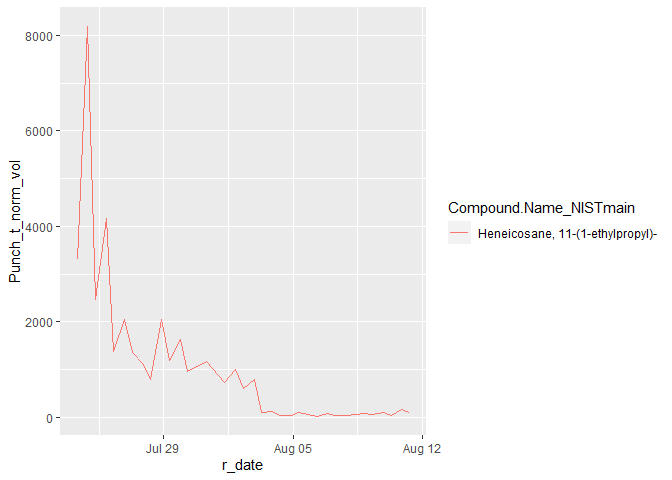 8000
6000
4000
2000
0
Punch_t_norm_vol
Jul 29
Aug 05
Aug 12
r_date
Compound.Name_NISTmain
Heneicosane, 11-(1-ethylpropyl)-